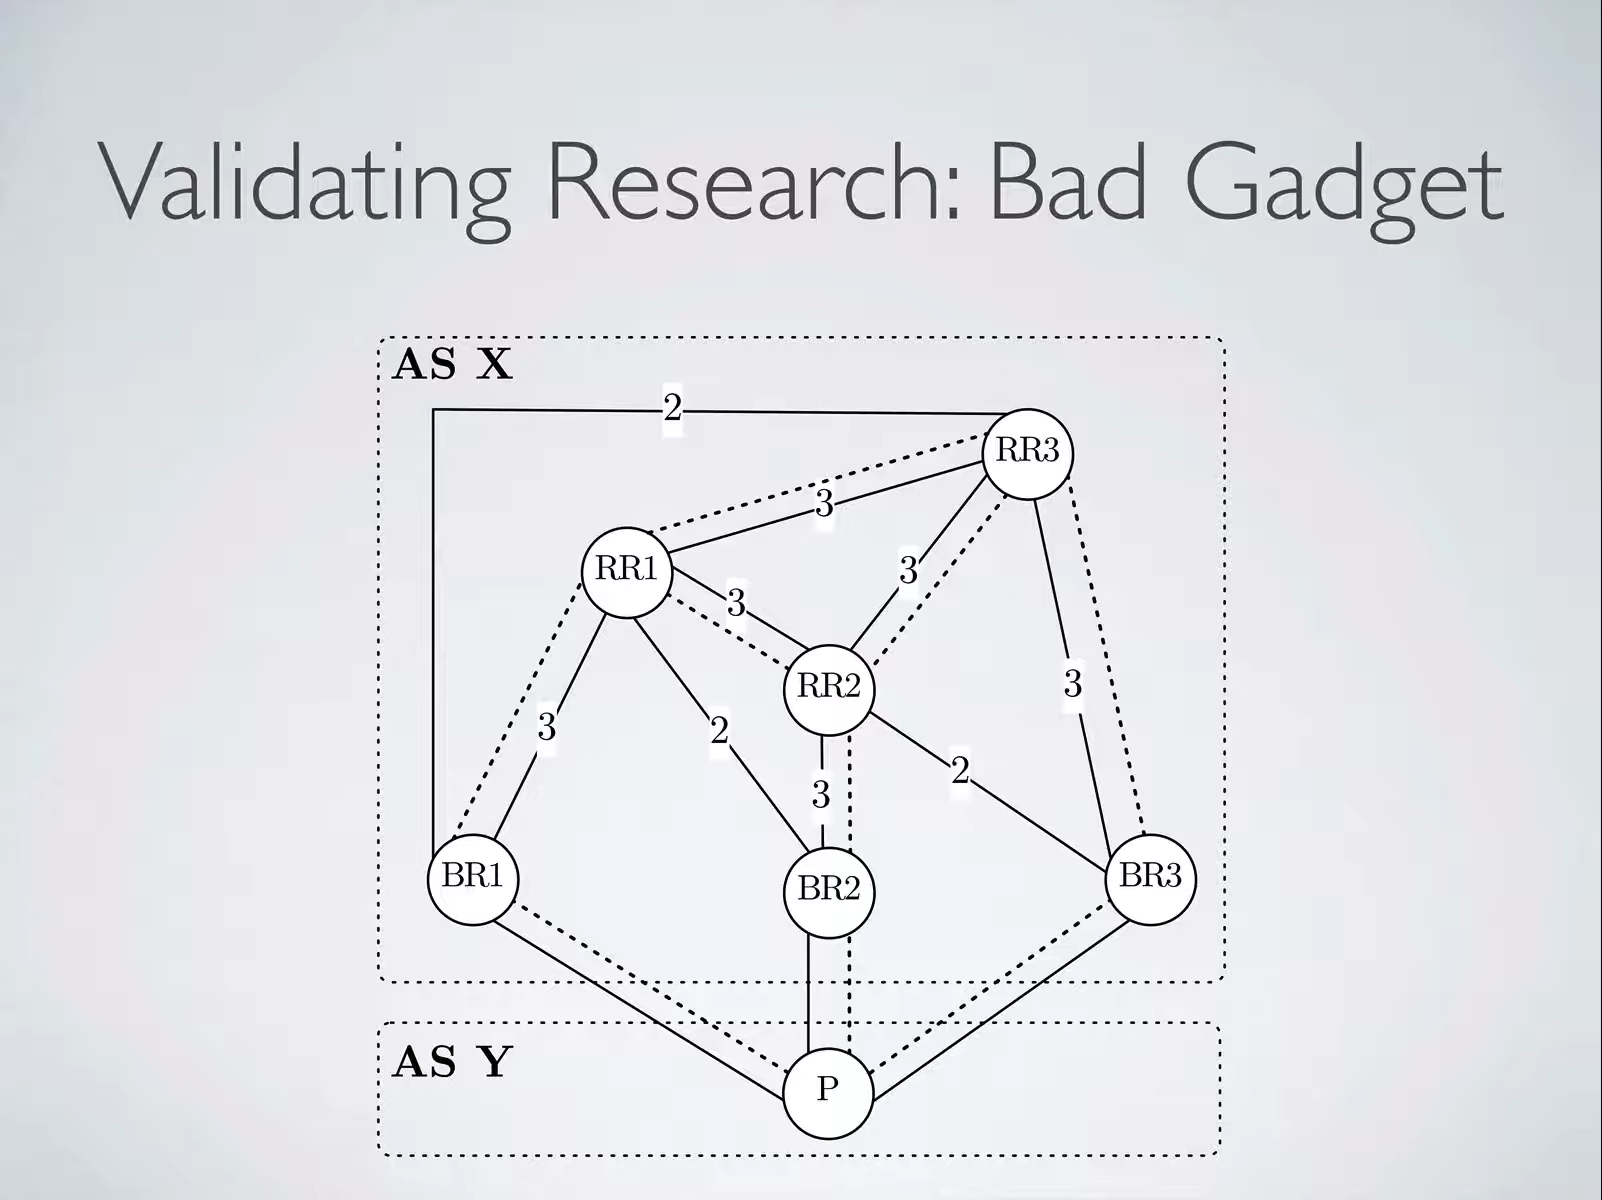 Validating Research: Bad Gadget
AS X
2
RR3
3
RR1
3
3
RR2
3
2
2
3
3
BR1
BR2
BR3
AS Y
P